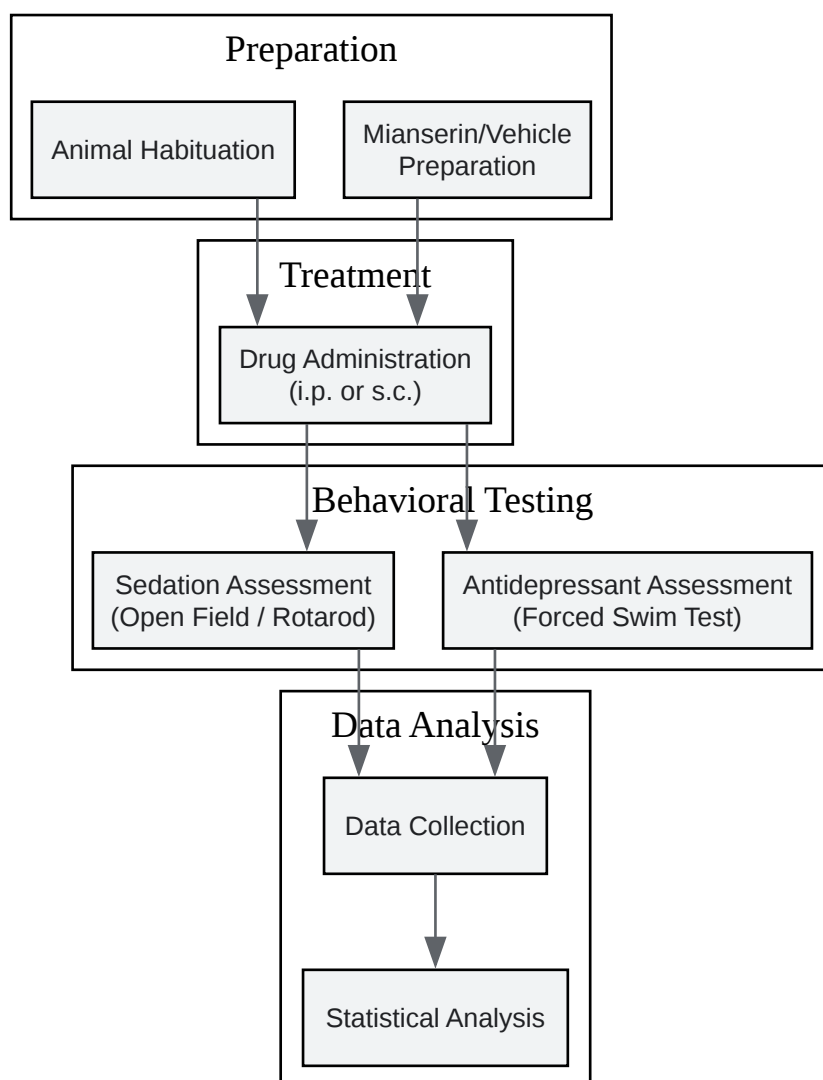 Preparation
Animal Habituation
Mianserin/Vehicle
Preparation
Treatment
Drug Administration
(i.p. or s.c.)
Behavioral Testing
Sedation Assessment
(Open Field / Rotarod)
Antidepressant Assessment
(Forced Swim Test)
Data Analysis
Data Collection
Statistical Analysis